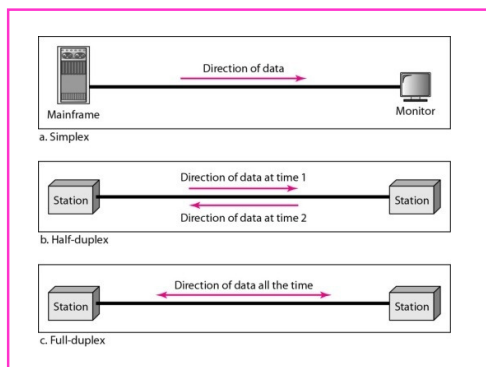 Direction of data
Mainframe
Monitor
a. Simplex
Direction of data at time 1
Station
Station
Direction of data at time 2
b. Half-duplex
Direction of data all the time
Station
Station
c. Full-duplex